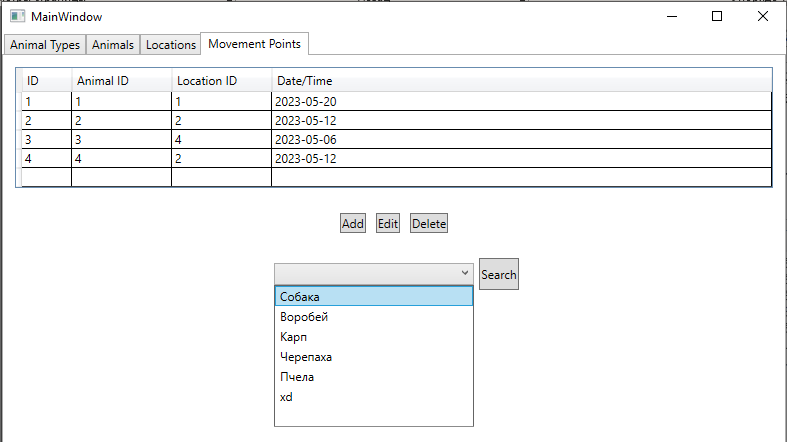 MainWindow
Animal Types Animals Locations Movement Points
ID Animal ID Location ID Date/Time
1 1 1 2023-05-20
2 2 2 2023-05-12
3 3 4 2023-05-06
4 4 2 2023-05-12
Add Edit Delete
Search
Собака
Воробей
Карп
Черепаха
Пчела
xd